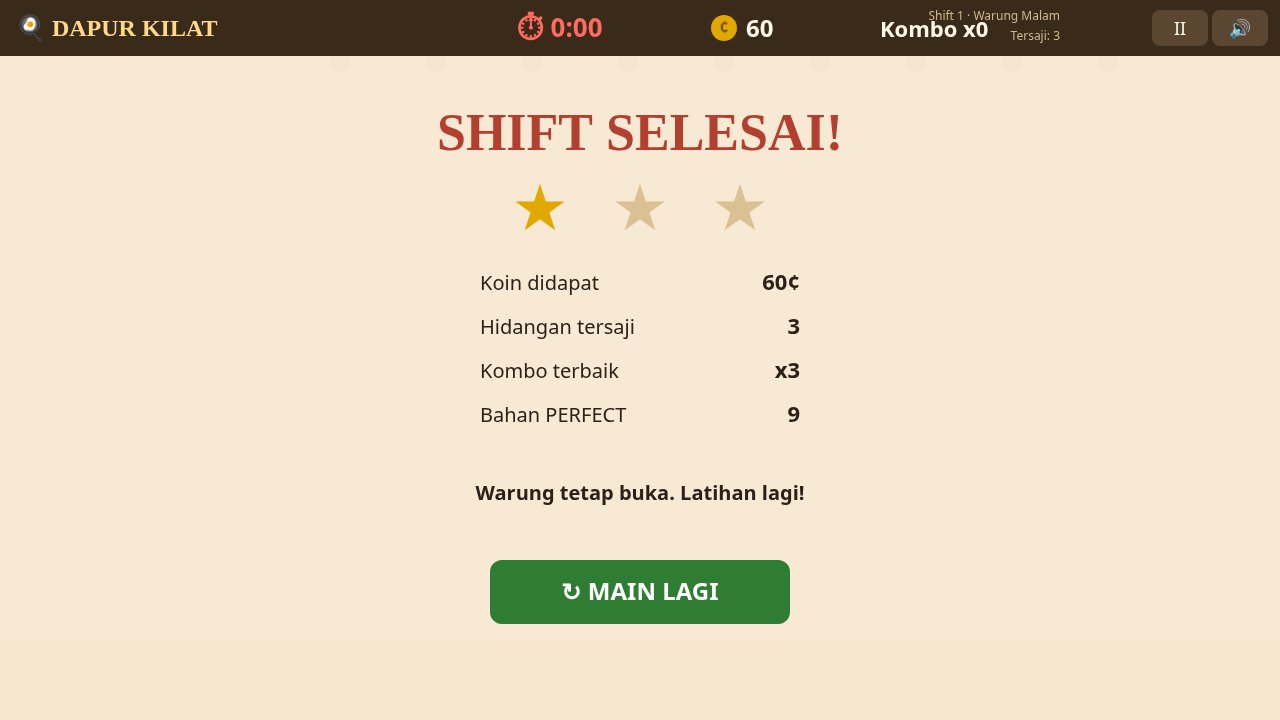 DAPUR KILAT
0:00
¢ 60
Kombo x0
Shift 1 · Warung Malam
Tersaji: 3
II
SHIFT SELESAI!
Koin didapat 60¢
Hidangan tersaji 3
Kombo terbaik x3
Bahan PERFECT 9
Warung tetap buka. Latihan lagi!
↻ MAIN LAGI